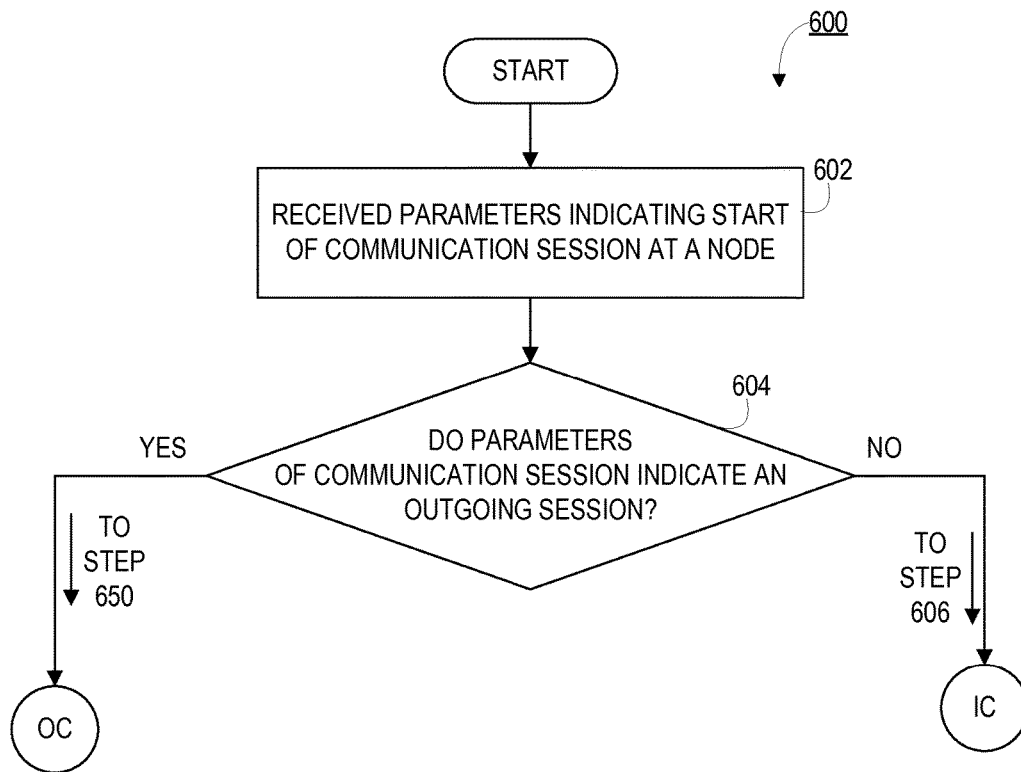 600
START
602
RECEIVED PARAMETERS INDICATING START
OF COMMUNICATION SESSION AT A NODE
604
DO PARAMETERS
OF COMMUNICATION SESSION INDICATE AN
OUTGOING SESSION?
YES
NO
TO
STEP
650
TO
STEP
606
OC
IC